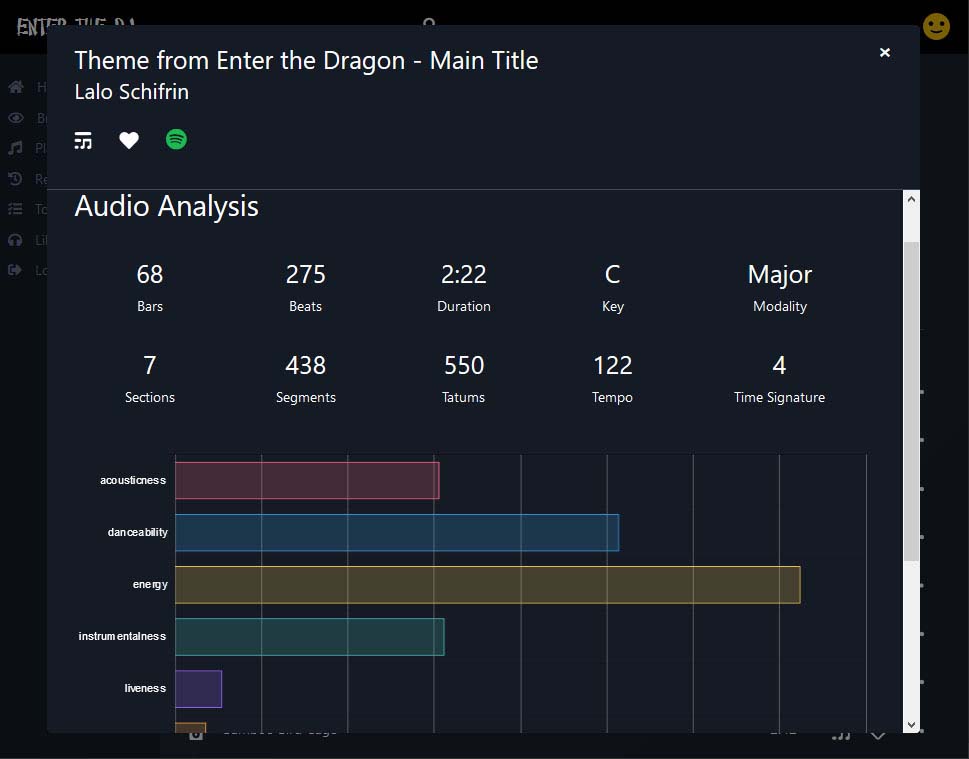 Theme from Enter the Dragon - Main Title
×
Lalo Schifrin
Audio Analysis
68 275 2:22 C Major
Bars Beats Duration Key Modality
7 438 550 122 4
Sections Segments Tatums Tempo Time Signature
acousticness
danceability
energy
instrumentalness
liveness